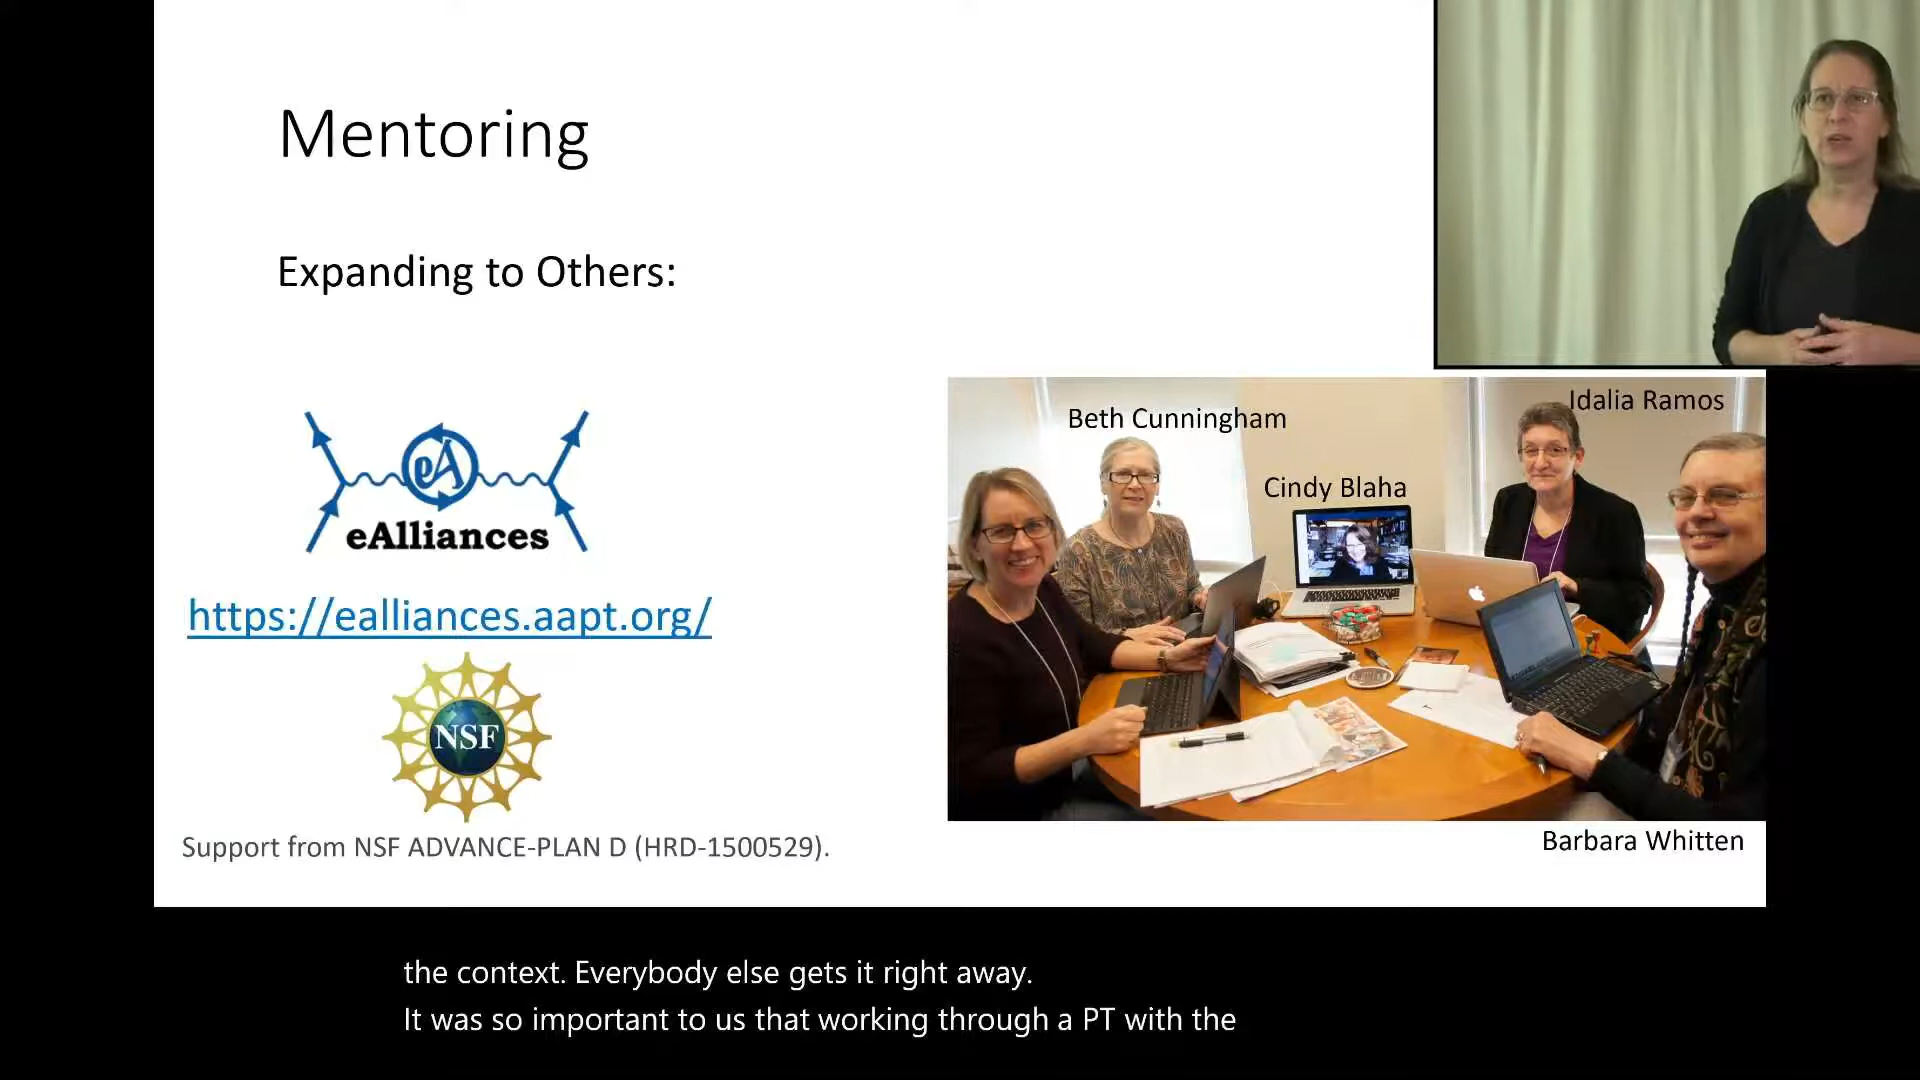 Mentoring
Expanding to Others:
eA
eAlliances
https://ealliances.aapt.org/
NSF
Support from NSF ADVANCE-PLAN D (HRD-1500529).
Idalia Ramos
Beth Cunningham
Cindy Blaha
Barbara Whitten
the context. Everybody else gets it right away.
It was so important to us that working through a PT with the